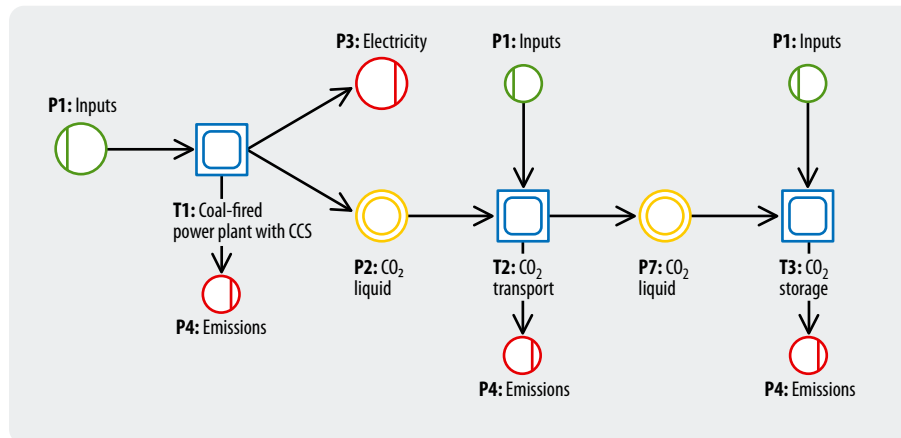 P3: Electricity
P1: Inputs
P1: Inputs
P1: Inputs
T1: Coal-fired
power plant with CCS
P2: CO₂
liquid
T2: CO₂
transport
P7: CO₂
liquid
T3: CO₂
storage
P4: Emissions
P4: Emissions
P4: Emissions